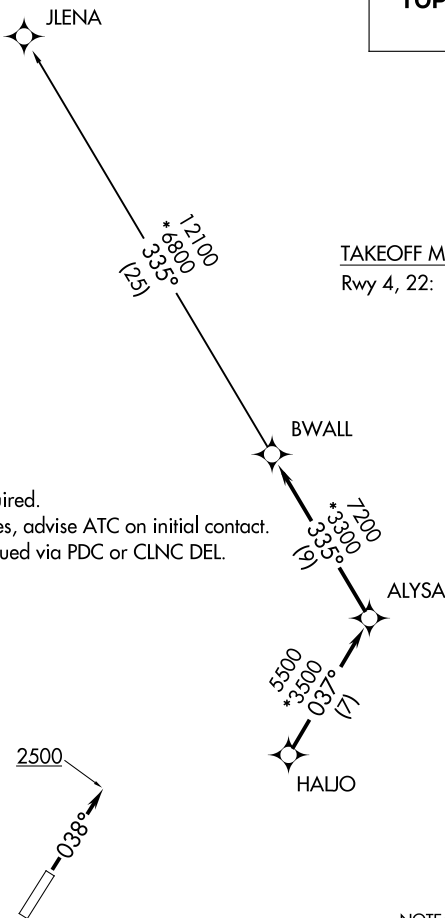 TOP
JLENA
12100
*6800
335°
(25)
TAKEOFF M
Rwy 4, 22:
BWALL
ired.
es, advise ATC on initial contact.
ued via PDC or CLNC DEL.
7200
*3300
335°
(9)
ALYSA
5500
*3500
037°
(7)
HALJO
2500
038°
NOTE